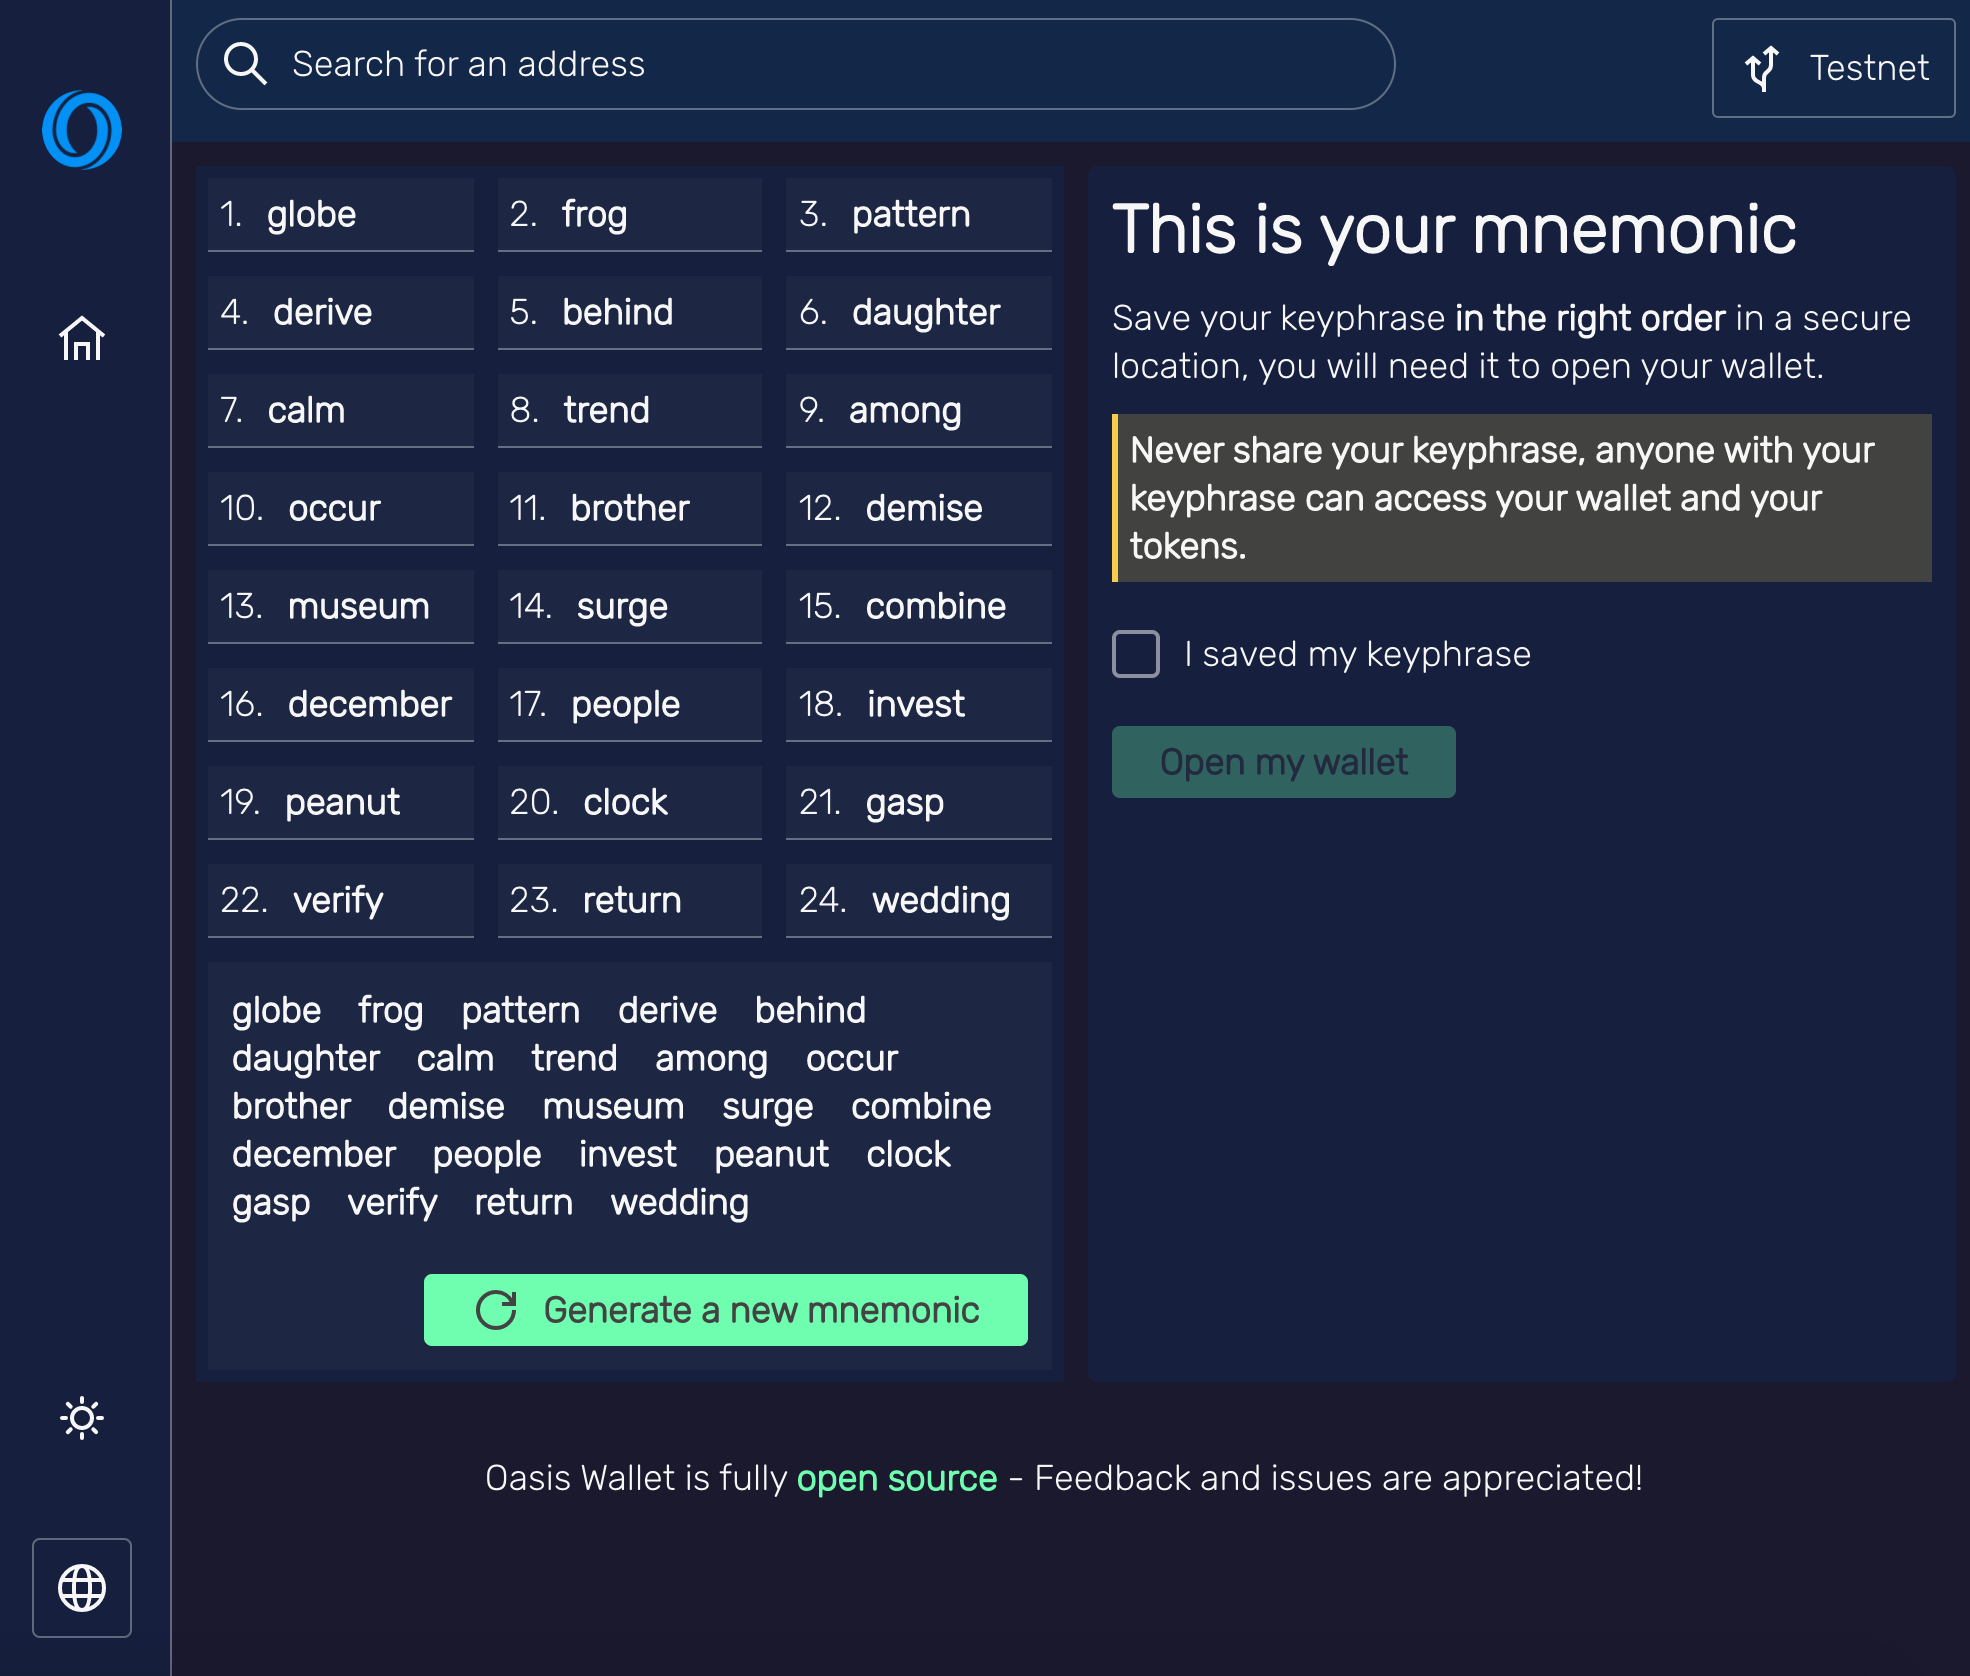 Search for an address
Testnet
1. globe
2. frog
3. pattern
4. derive
5. behind
6. daughter
7. calm
8. trend
9. among
10. occur
11. brother
12. demise
13. museum
14. surge
15. combine
16. december
17. people
18. invest
19. peanut
20. clock
21. gasp
22. verify
23. return
24. wedding
globe frog pattern derive behind
daughter calm trend among occur
brother demise museum surge combine
december people invest peanut clock
gasp verify return wedding
Generate a new mnemonic
This is your mnemonic
Save your keyphrase in the right order in a secure
location, you will need it to open your wallet.
Never share your keyphrase, anyone with your
keyphrase can access your wallet and your
tokens.
I saved my keyphrase
Open my wallet
Oasis Wallet is fully open source - Feedback and issues are appreciated!